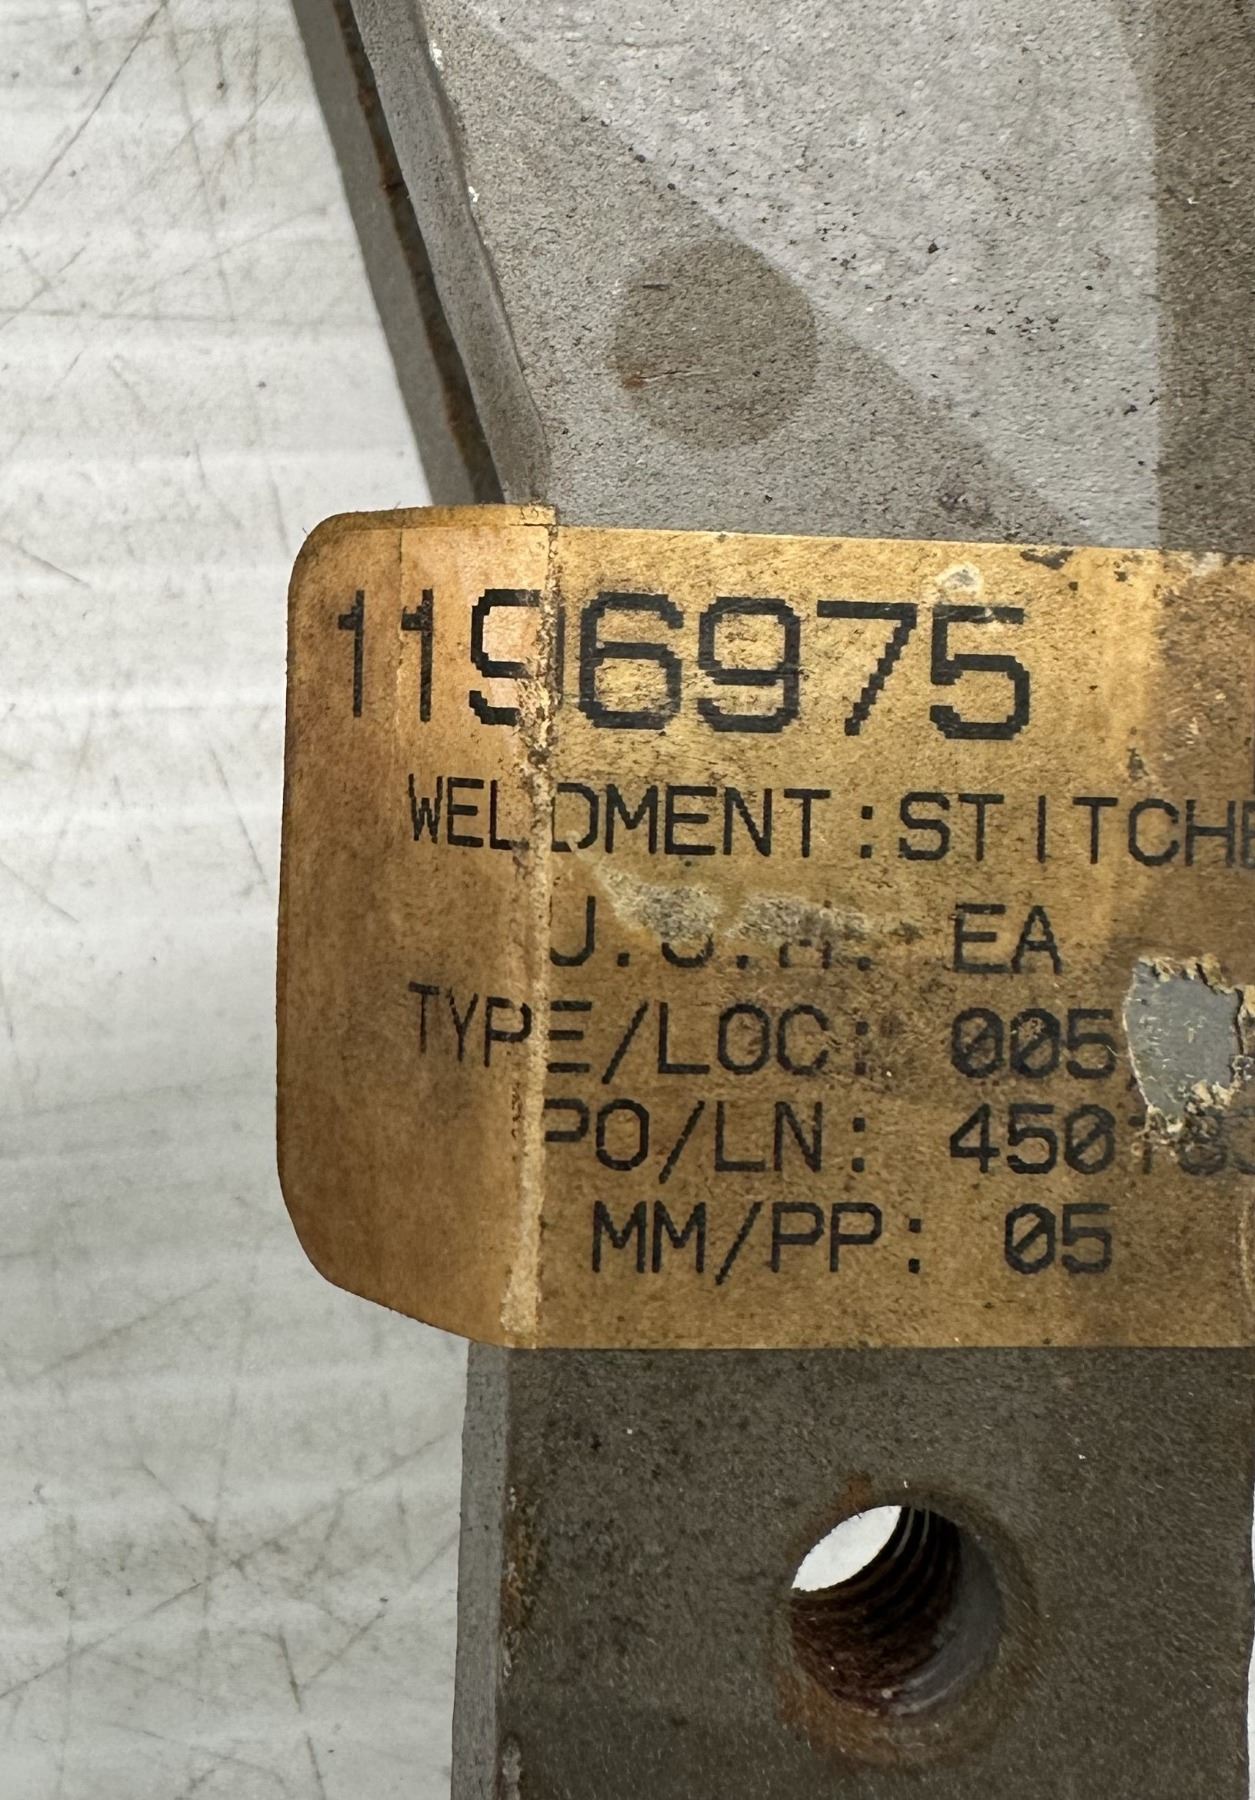 1196975
WELDMENT:STITCHE
EA
TYPE/LOC: 005
PO/LN: 450
MM/PP: 05